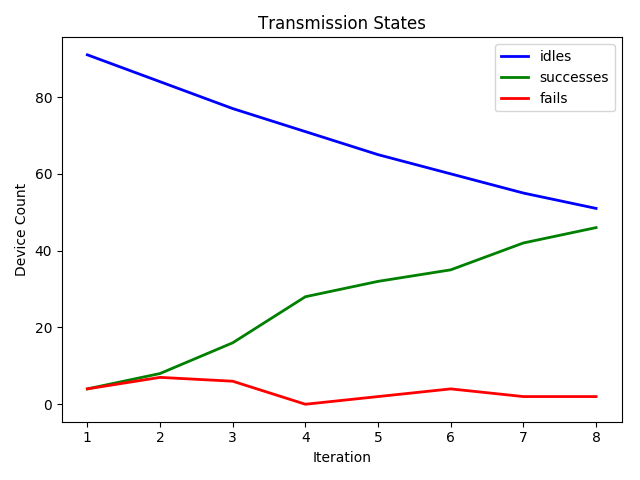 Transmission States
idles
successes
fails
Device Count
80
60
40
20
0
1 2 3 4 5 6 7 8
Iteration